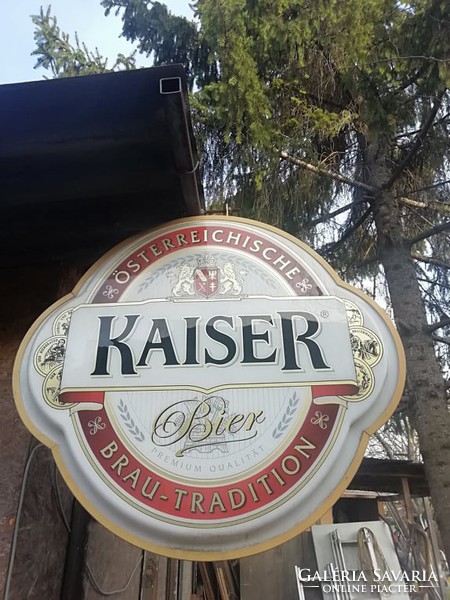 ÖSTERREICHISCHE
KAISER®
Bier
PREMIUM QUALITÄT
BRAU-TRADITION
GALERIA SAVARIA
ONLINE PIACTÉR